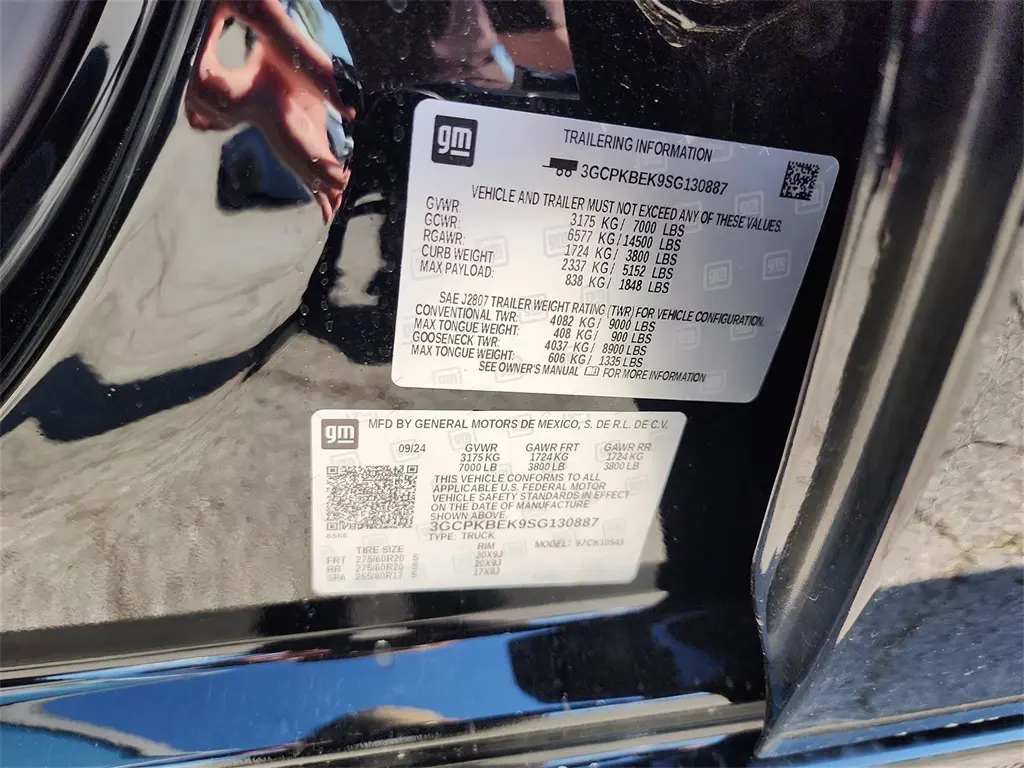 gm
TRAILERING INFORMATION
3GCPKBEK9SG130887
VEHICLE AND TRAILER MUST NOT EXCEED ANY OF THESE VALUES.
GVWR: 3175 KG / 7000 LBS
GCWR: 6577 KG / 14500 LBS
RGAWR: 1724 KG / 3800 LBS
CURB WEIGHT: 2337 KG / 5152 LBS
MAX PAYLOAD: 838 KG / 1848 LBS
SAE J2807 TRAILER WEIGHT RATING (TWR) FOR VEHICLE CONFIGURATION.
CONVENTIONAL TWR: 4082 KG / 9000 LBS
MAX TONGUE WEIGHT: 408 KG / 900 LBS
GOOSENECK TWR: 4037 KG / 8900 LBS
MAX TONGUE WEIGHT: 606 KG / 1335 LBS
SEE OWNER'S MANUAL FOR MORE INFORMATION
gm
MFD BY GENERAL MOTORS DE MEXICO, S. DE R.L. DE C.V.
09/24 GVWR GAWR FRT GAWR RR
3175 KG 1724 KG 1724 KG
7000 LB 3800 LB 3800 LB
THIS VEHICLE CONFORMS TO ALL
APPLICABLE U.S. FEDERAL MOTOR
VEHICLE SAFETY STANDARDS IN EFFECT
ON THE DATE OF MANUFACTURE
SHOWN ABOVE.
3GCPKBEK9SG130887
TYPE: TRUCK MODEL:
TIRE SIZE RIM
FRT 275/60R20 S 20X9J
RR 275/60R20 S 20X9J
SPA 265/80R17 S 17X8J